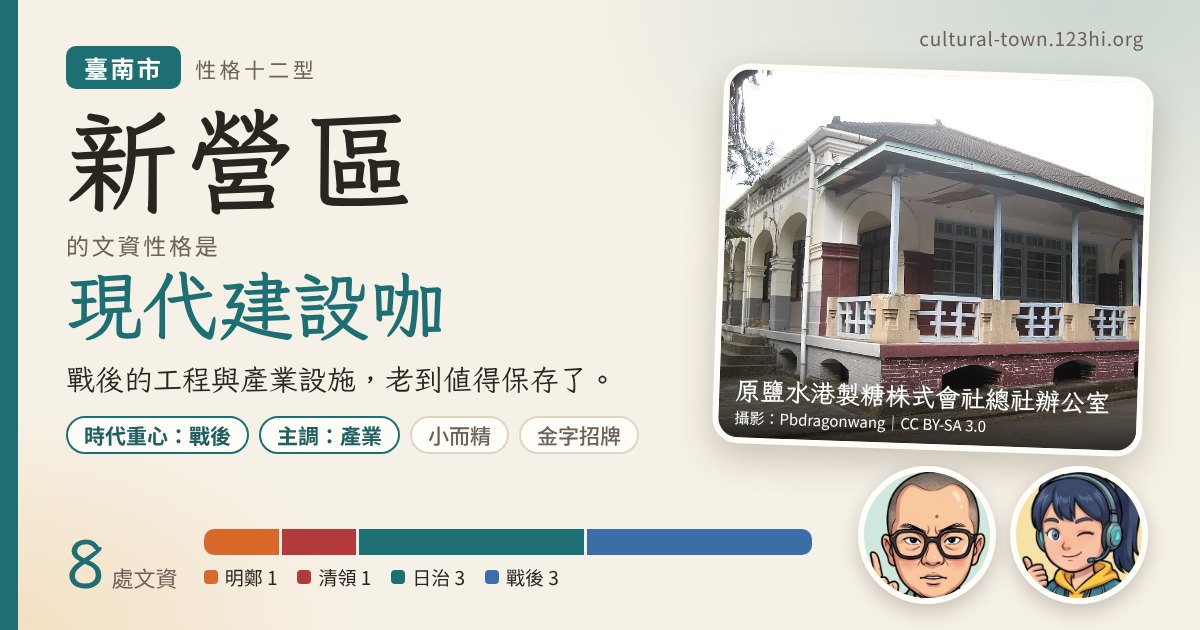 cultural-town.123hi.org
臺南市 性格十二型
新營區
的文資性格是
現代建設咖
戰後的工程與產業設施，老到值得保存了。
時代重心：戰後 主調：產業 小而精 金字招牌
原鹽水港製糖株式會社總社辦公室
攝影：Pbdragonwang｜CC BY-SA 3.0
8 處文資
明鄭 1 清領 1 日治 3 戰後 3